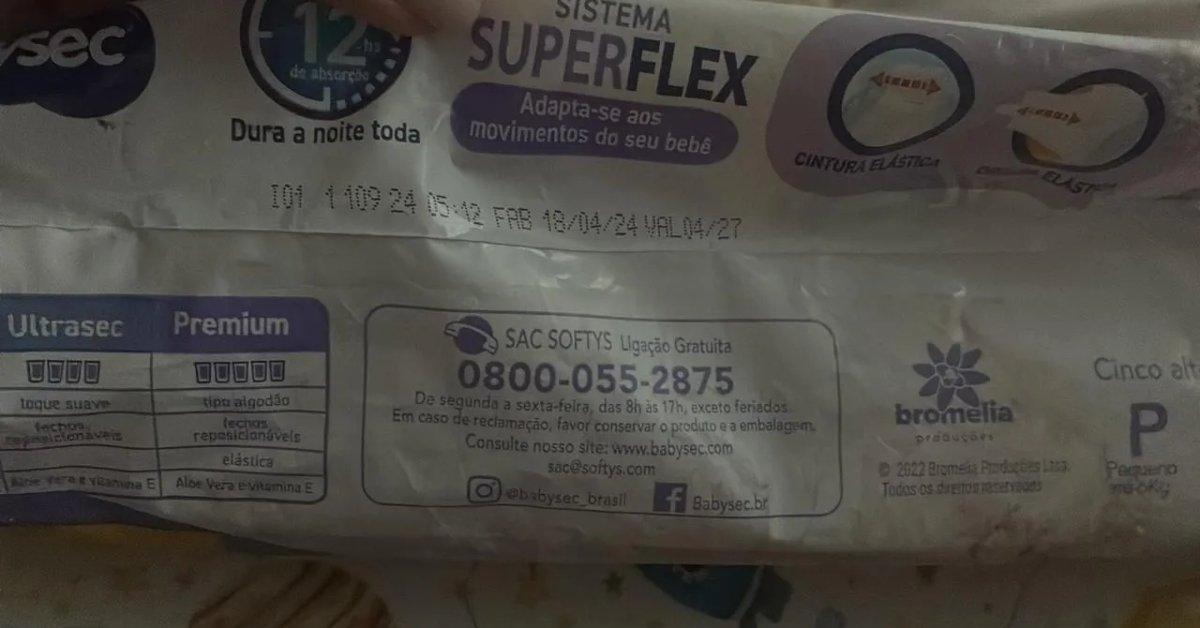 sec
12 hs
de absorção
Dura a noite toda
SISTEMA
SUPERFLEX
Adapta-se aos
movimentos do seu bebê
CINTURA ELÁSTICA
I01 1 109 24 05:12 FAB 18/04/24 VAL04/27
Ultrasec Premium
toque suave tipo algodão
fechos reposicionáveis fechos reposicionáveis
elástica
Aloe Vera e Vitamina E Aloe Vera e Vitamina E
SAC SOFTYS Ligação Gratuita
0800-055-2875
De segunda a sexta-feira, das 8h às 17h, exceto feriados.
Em caso de reclamação, favor conservar o produto e a embalagem.
Consulte nosso site: www.babysec.com
sac@softys.com
@babysec_brasil Babysec.br
bromelia
produções
© 2022 Bromelia Produções Ltda.
Todos os direitos reservados
Cinco alt
P
Pequeno